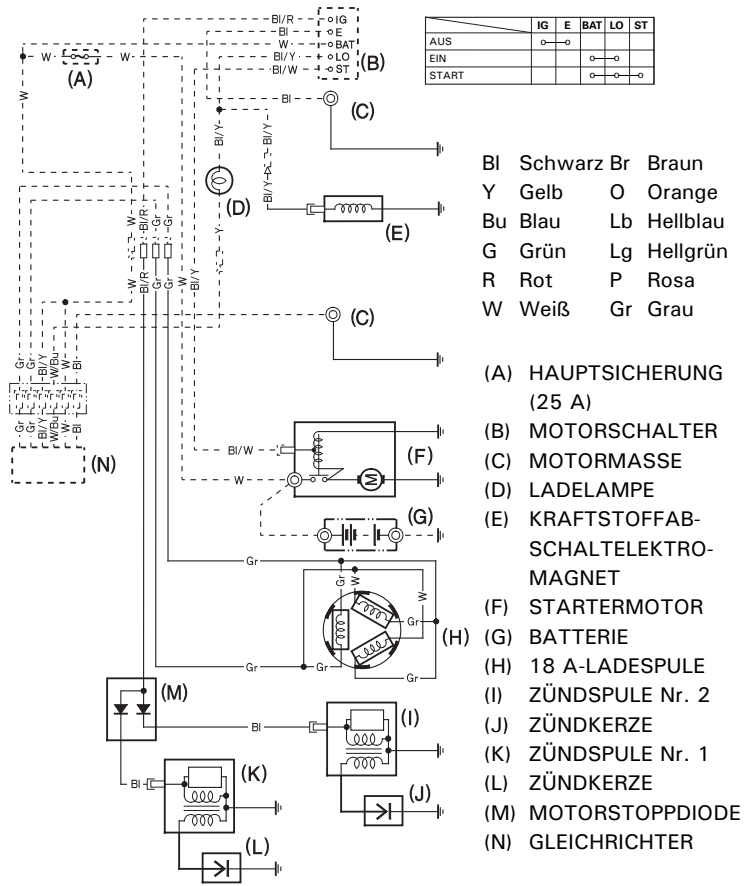 Bl/R IG
Bl E
W BAT
Bl/Y LO
Bl/W ST
(B)
IG E BAT LO ST
AUS
EIN
START
W W
(A)
W
Bl (C)
Bl/Y Bl/Y
Bl/Y
(D)
(E)
W Bl/R Gr Gr Y
W Bl/R Gr Gr Bl/Y
(C)
Gr Gr Bl/Y W/Bu W Bl
Gr Gr Bl/Y W/Bu W Bl
(N)
Bl/W
W
M
(F)
(G)
Gr
Gr W W
Gr
(H)
Gr Gr Gr
(M)
Bl
(I)
(J)
Bl
(K)
(L)
Bl Schwarz Br Braun
Y Gelb O Orange
Bu Blau Lb Hellblau
G Grün Lg Hellgrün
R Rot P Rosa
W Weiß Gr Grau
(A) HAUPTSICHERUNG
(25 A)
(B) MOTORSCHALTER
(C) MOTORMASSE
(D) LADELAMPE
(E) KRAFTSTOFFAB-
SCHALTELEKTRO-
MAGNET
(F) STARTERMOTOR
(G) BATTERIE
(H) 18 A-LADESPULE
(I) ZÜNDSPULE Nr. 2
(J) ZÜNDKERZE
(K) ZÜNDSPULE Nr. 1
(L) ZÜNDKERZE
(M) MOTORSTOPPDIODE
(N) GLEICHRICHTER